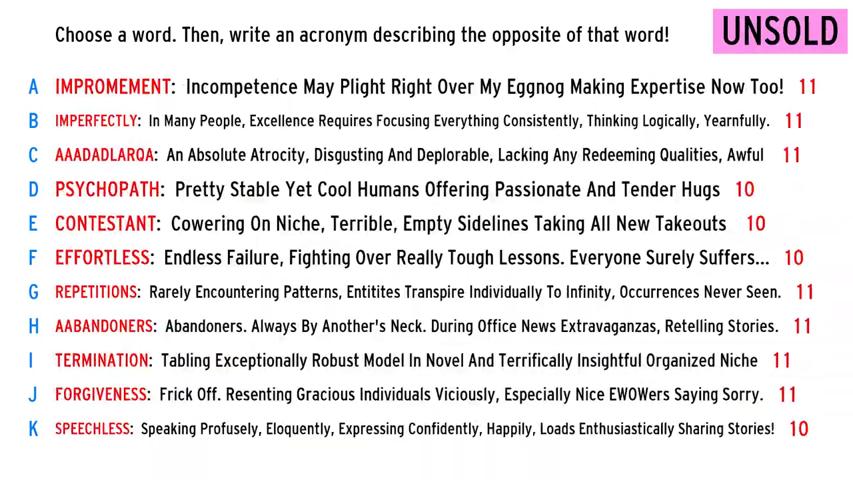 Choose a word. Then, write an acronym describing the opposite of that word! UNSOLD
A IMPROMEMENT: Incompetence May Plight Right Over My Eggnog Making Expertise Now Too! 11
B IMPERFECTLY: In Many People, Excellence Requires Focusing Everything Consistently, Thinking Logically, Yearnfully. 11
C AAADADLARQA: An Absolute Atrocity, Disgusting And Deplorable, Lacking Any Redeeming Qualities, Awful 11
D PSYCHOPATH: Pretty Stable Yet Cool Humans Offering Passionate And Tender Hugs 10
E CONTESTANT: Cowering On Niche, Terrible, Empty Sidelines Taking All New Takeouts 10
F EFFORTLESS: Endless Failure, Fighting Over Really Tough Lessons. Everyone Surely Suffers... 10
G REPETITIONS: Rarely Encountering Patterns, Entitites Transpire Individually To Infinity, Occurrences Never Seen. 11
H AABANDONERS: Abandoners. Always By Another's Neck. During Office News Extravaganzas, Retelling Stories. 11
I TERMINATION: Tabling Exceptionally Robust Model In Novel And Terrifically Insightful Organized Niche 11
J FORGIVENESS: Frick Off. Resenting Gracious Individuals Viciously, Especially Nice EWOWers Saying Sorry. 11
K SPEECHLESS: Speaking Profusely, Eloquently, Expressing Confidently, Happily, Loads Enthusiastically Sharing Stories! 10